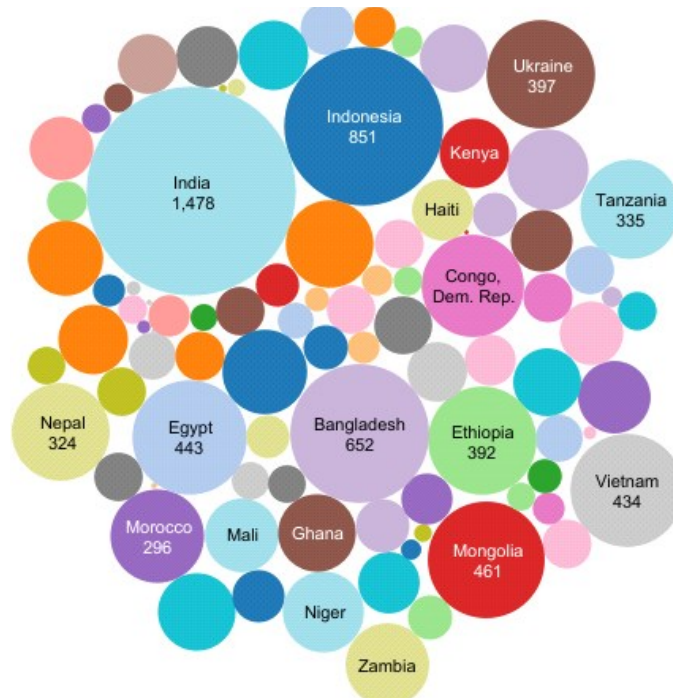 Ukraine
397
Indonesia
851
Kenya
India
1,478
Haiti
Tanzania
335
Congo,
Dem. Rep.
Nepal
324
Egypt
443
Bangladesh
652
Ethiopia
392
Vietnam
434
Morocco
296
Mali
Ghana
Mongolia
461
Niger
Zambia